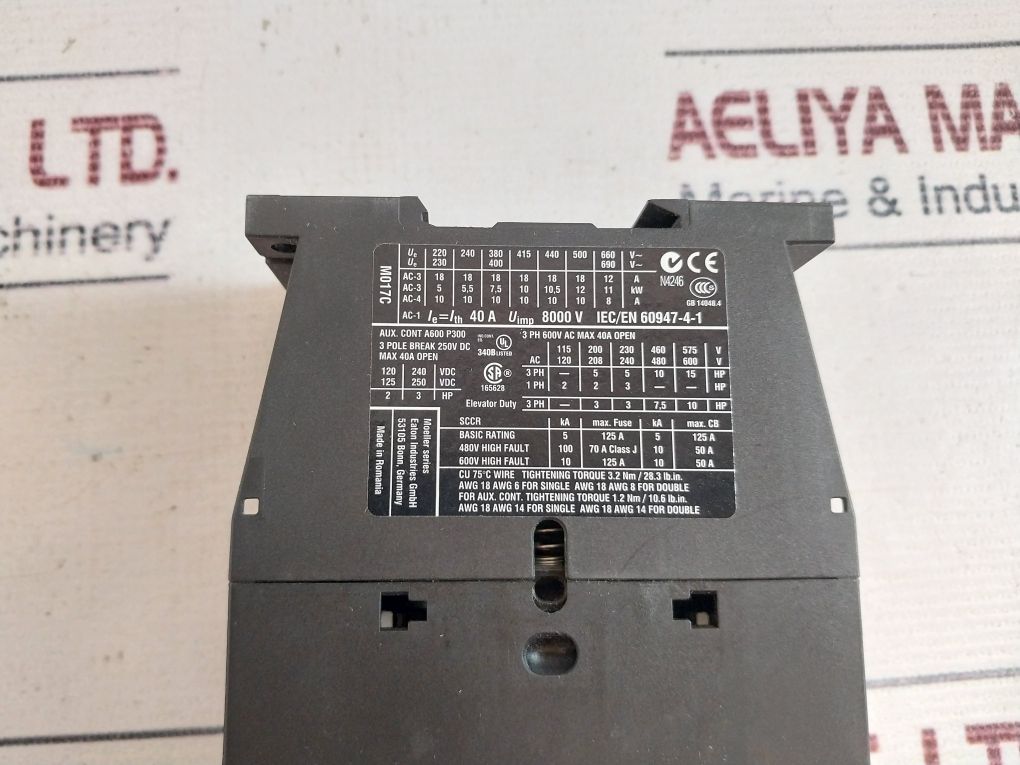 LTD.
chinery
AELIYA MA
Marine & Indu
M017C
Ue 220 240 380 415 440 500 660 V~
Ue 230 400 690 V~
AC-3 18 18 18 18 18 18 12 A
AC-3 5 5,5 7.5 10 10,5 12 11 kW
AC-4 10 10 10 10 10 10 8 A
AC-1 Ie=Ith 40 A Uimp 8000 V IEC/EN 60947-4-1
CE
N4246
CCC
GB 14048.4
AUX. CONT A600 P300
3 POLE BREAK 250V DC
MAX 40A OPEN
120 240 VDC
125 250 VDC
2 3 HP
IND.CONT.
EQ.
UL
340B LISTED
SA ®
165628
3 PH 600V AC MAX 40A OPEN
115 200 230 460 575 V
AC 120 208 240 480 600 V
3 PH — 5 5 10 15 HP
1 PH 2 2 3 — — HP
Elevator Duty 3 PH — 3 3 7,5 10 HP
SCCR kA max. Fuse kA max. CB
BASIC RATING 5 125 A 5 125 A
480V HIGH FAULT 100 70 A Class J 10 50 A
600V HIGH FAULT 10 125 A 10 50 A
CU 75°C WIRE TIGHTENING TORQUE 3.2 Nm / 28.3 lb.in.
AWG 18 AWG 6 FOR SINGLE AWG 18 AWG 8 FOR DOUBLE
FOR AUX. CONT. TIGHTENING TORQUE 1.2 Nm / 10.6 lb.in.
AWG 18 AWG 14 FOR SINGLE AWG 18 AWG 14 FOR DOUBLE
Moeller series
Eaton Industries GmbH
53105 Bonn, Germany
Made in Romania